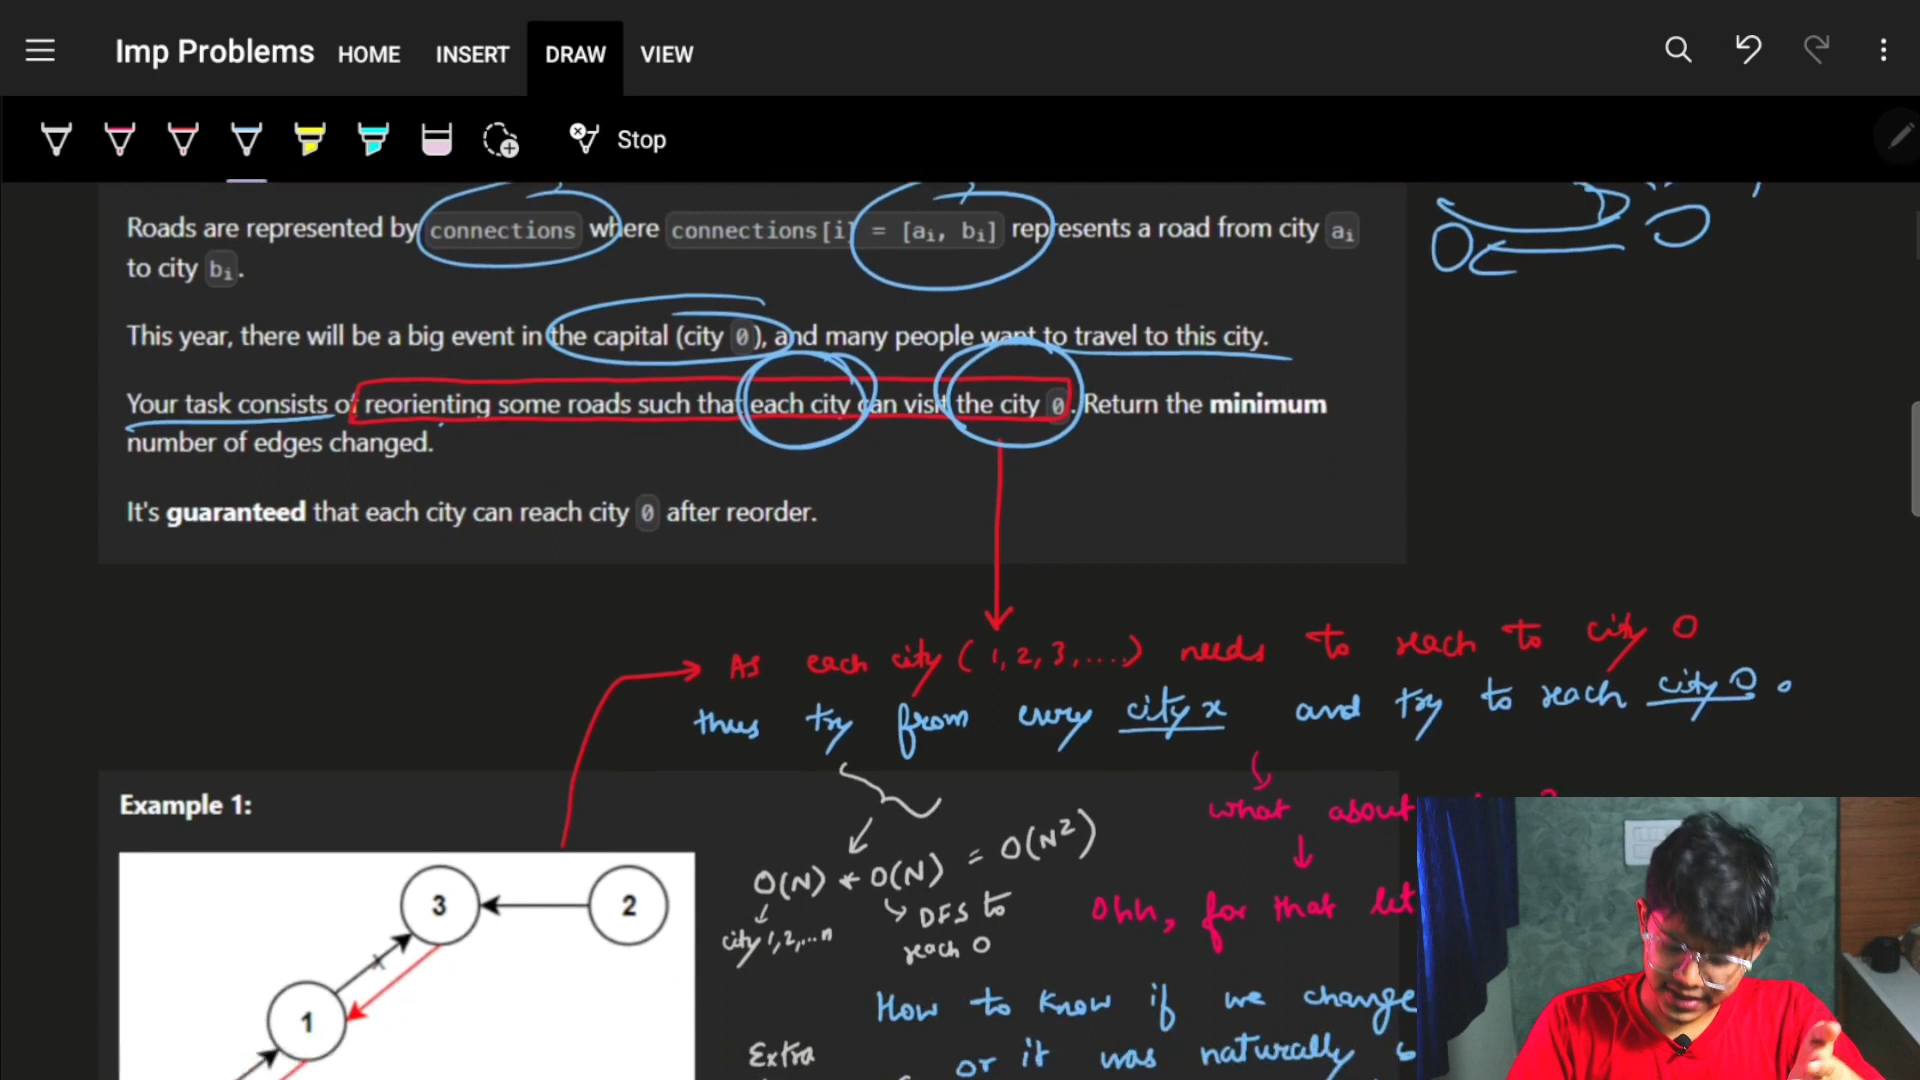 Imp Problems HOME INSERT DRAW VIEW
Stop
Roads are represented by connections where connections[i] = [ai, bi] represents a road from city ai
to city bi.
This year, there will be a big event in the capital (city 0), and many people want to travel to this city.
Your task consists of reorienting some roads such that each city can visit the city 0. Return the minimum
number of edges changed.
It's guaranteed that each city can reach city 0 after reorder.
As each city (1,2,3,....) needs to reach to city 0
thus try from every city x and try to reach city 0.
Example 1:
what about
O(N) * O(N) = O(N²)
city 1,2,...n
DFS to
reach 0
Ohh, for that let
3
2
1
How to know if we change
Extra
or it was naturally